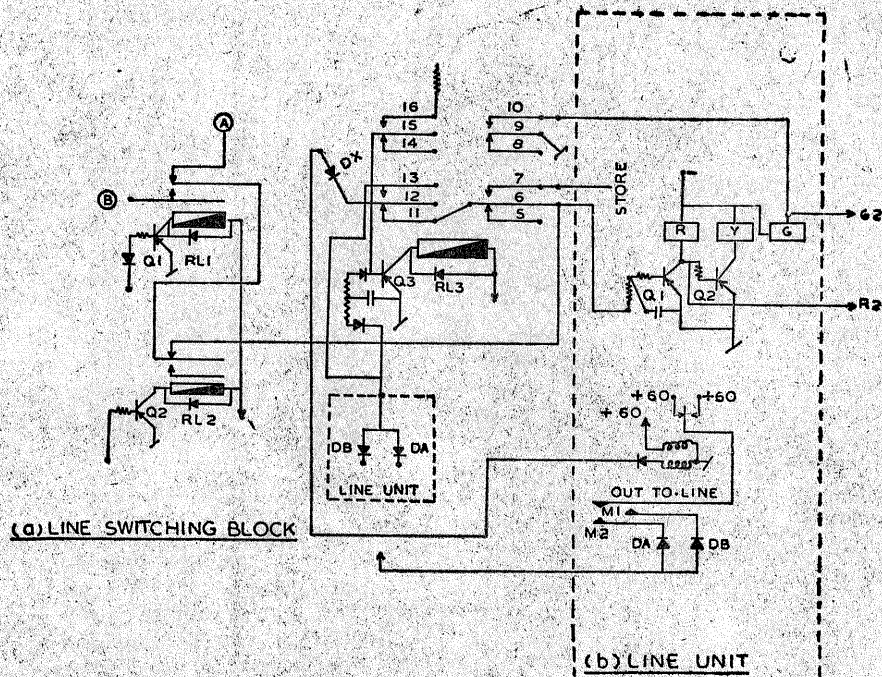 A
B
Q1
RL1
Q2
RL2
(a) LINE SWITCHING BLOCK
DX
16
15
14
13
12
11
10
9
8
7
6
5
Q3
RL3
DB DA
LINE UNIT
STORE
R Y G
Q1 Q2
G2
R2
+60 +60
+60
OUT TO LINE
M1
M2
DA DB
(b) LINE UNIT